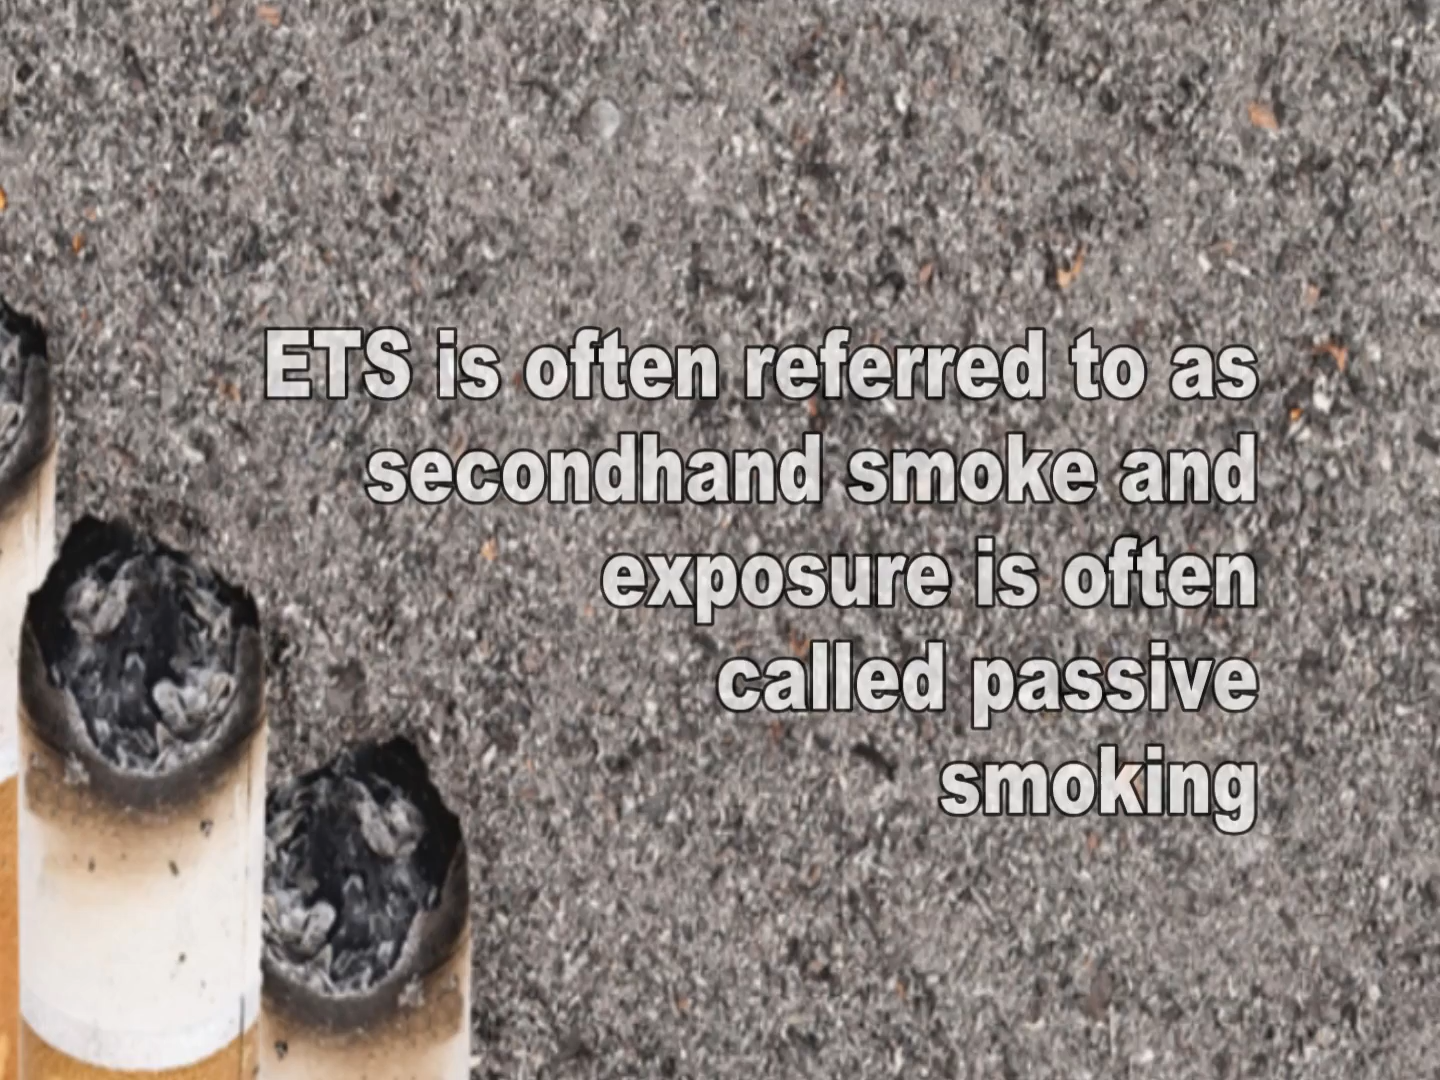 ETS is often referred to as
secondhand smoke and
exposure is often
called passive
smoking